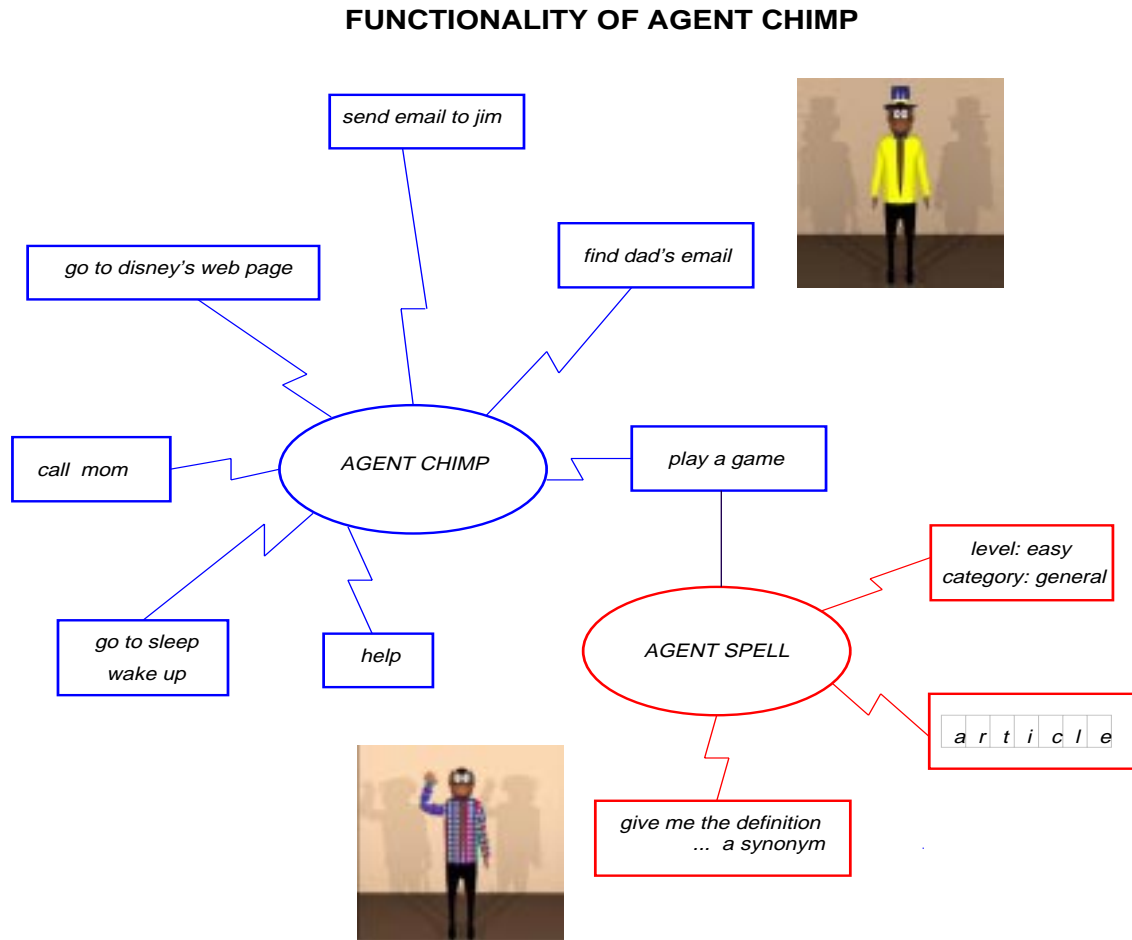 FUNCTIONALITY OF AGENT CHIMP
send email to jim
find dad's email
go to disney's web page
AGENT CHIMP
play a game
call mom
level: easy
category: general
go to sleep
wake up
help
AGENT SPELL
a r t i c l e
give me the definition
... a synonym